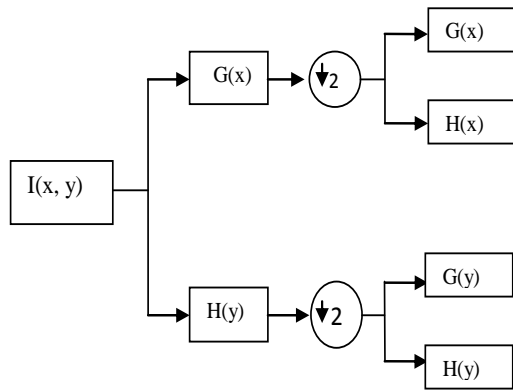 G(x)
G(x)
↓2
H(x)
I(x, y)
G(y)
H(y)
↓2
H(y)